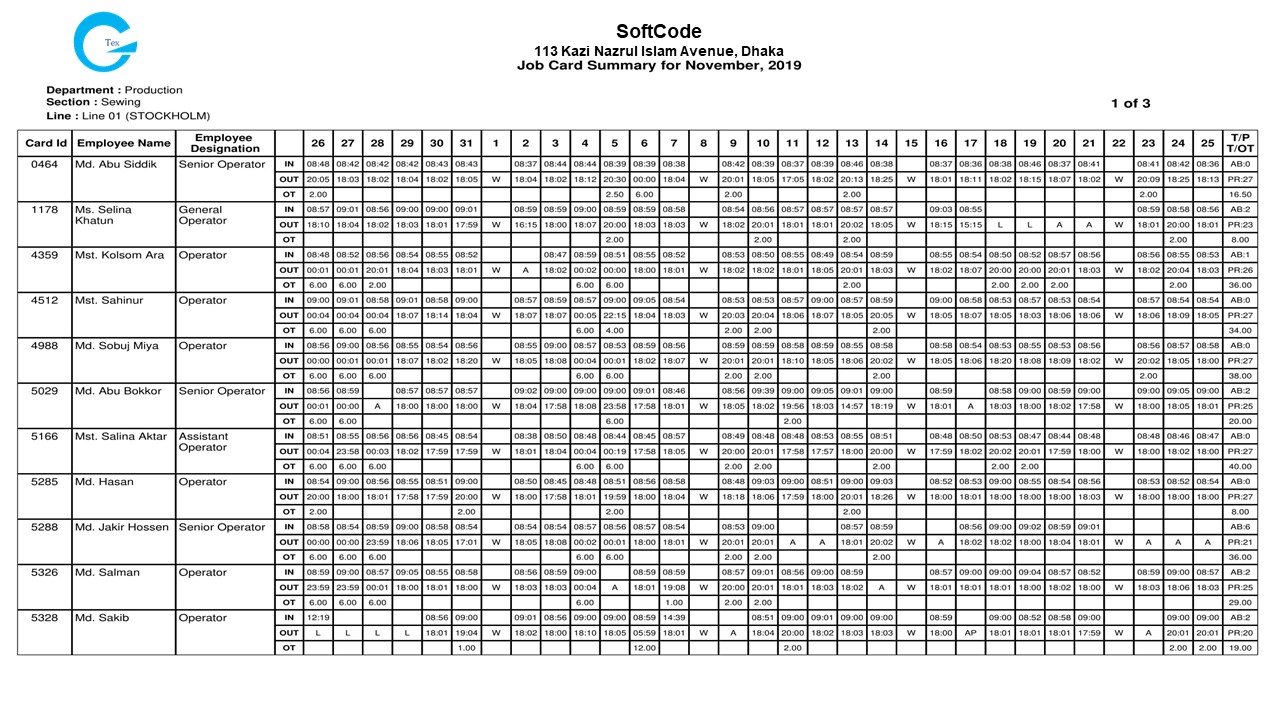 Tex
SoftCode
113 Kazi Nazrul Islam Avenue, Dhaka
Job Card Summary for November, 2019
Department : Production
Section : Sewing
Line : Line 01 (STOCKHOLM)
1 of 3
Card Id Employee Name Employee Designation 26 27 28 29 30 31 1 2 3 4 5 6 7 8 9 10 11 12 13 14 15 16 17 18 19 20 21 22 23 24 25 T/P T/OT
0464 Md. Abu Siddik Senior Operator IN 08:48 08:42 08:42 08:42 08:43 08:43 08:37 08:44 08:44 08:39 08:39 08:38 08:42 08:39 08:37 08:39 08:46 08:38 08:37 08:36 08:38 08:46 08:37 08:41 08:41 08:42 08:36 AB:0
OUT 20:05 18:03 18:02 18:04 18:02 18:05 W 18:04 18:02 18:12 20:30 00:00 18:04 W 20:01 18:05 17:05 18:02 20:13 18:25 W 18:01 18:11 18:02 18:15 18:07 18:02 W 20:09 18:25 18:13 PR:27
OT 2.00 2.50 6.00 2.00 2.00 2.00 16.50
1178 Ms. Selina Khatun General Operator IN 08:57 09:01 08:56 09:00 09:00 09:01 08:59 08:59 09:00 08:59 08:59 08:58 08:54 08:56 08:57 08:57 08:57 08:57 09:03 08:55 08:59 08:58 08:56 AB:2
OUT 18:10 18:04 18:02 18:03 18:01 17:59 W 16:15 18:00 18:07 20:00 18:03 18:03 W 18:02 20:01 18:01 18:01 20:02 18:05 W 18:15 15:15 L L A A W 18:01 20:01 18:00 PR:23
OT 2.00 2.00 2.00 2.00 8.00
4359 Mst. Kolsom Ara Operator IN 08:48 08:52 08:56 08:54 08:55 08:52 08:47 08:59 08:51 08:55 08:52 08:53 08:50 08:55 08:49 08:54 08:59 08:55 08:54 08:50 08:52 08:57 08:56 08:56 08:55 08:53 AB:1
OUT 00:01 00:01 20:01 18:04 18:03 18:01 W A 18:02 00:02 00:00 18:00 18:01 W 18:02 18:02 18:01 18:05 20:01 18:03 W 18:02 18:07 20:00 20:00 20:01 18:03 W 18:02 20:04 18:03 PR:26
OT 6.00 6.00 2.00 6.00 6.00 2.00 2.00 2.00 2.00 2.00 36.00
4512 Mst. Sahinur Operator IN 09:00 09:01 08:58 09:01 08:58 09:00 08:57 08:59 08:57 09:00 09:05 08:54 08:53 08:53 08:57 08:53 08:57 08:59 09:00 08:58 08:53 08:57 08:53 08:54 08:57 08:54 08:54 AB:0
OUT 00:04 00:04 00:04 18:07 18:14 18:04 W 18:07 18:07 00:05 22:15 18:04 18:03 W 20:03 20:04 18:06 18:07 18:05 20:05 W 18:05 18:07 18:05 18:03 18:06 18:03 W 18:06 18:09 18:05 PR:27
OT 6.00 6.00 6.00 6.00 4.00 2.00 2.00 2.00 34.00
4988 Md. Sobuj Miya Operator IN 08:56 09:00 08:56 08:55 08:54 08:56 08:55 09:00 08:57 08:53 08:59 08:56 08:59 08:59 08:58 08:59 08:55 08:58 08:58 08:54 08:53 08:55 08:53 08:56 08:56 08:57 08:58 AB:0
OUT 00:00 00:01 00:01 18:07 18:02 18:20 W 18:05 18:08 00:04 00:01 18:02 18:07 W 20:01 20:01 18:10 18:05 18:06 20:02 W 18:05 18:06 18:20 18:08 18:09 18:02 W 20:02 18:05 18:00 PR:27
OT 6.00 6.00 6.00 6.00 6.00 2.00 2.00 2.00 2.00 38.00
5029 Md. Abu Bokkor Senior Operator IN 08:56 08:59 08:57 08:57 08:57 09:02 09:00 09:00 09:00 09:01 08:46 08:56 09:39 09:00 09:05 09:01 09:00 08:59 08:58 09:00 08:59 09:00 09:00 09:05 09:00 AB:2
OUT 00:01 00:00 A 18:00 18:00 18:00 W 18:04 17:58 18:08 23:58 17:58 18:01 W 18:05 18:02 19:56 18:03 14:57 18:19 W 18:01 A 18:03 18:00 18:02 17:58 W 18:00 18:05 18:01 PR:25
OT 6.00 6.00 6.00 2.00 20.00
5166 Mst. Salina Aktar Assistant Operator IN 08:51 08:55 08:56 08:56 08:45 08:54 08:38 08:50 08:48 08:44 08:45 08:57 08:49 08:48 08:48 08:53 08:55 08:51 08:48 08:50 08:53 08:47 08:44 08:48 08:48 08:46 08:47 AB:0
OUT 00:04 23:58 00:03 18:02 17:59 17:59 W 18:01 18:04 00:04 00:19 17:58 18:05 W 20:00 20:01 17:58 17:57 18:00 20:00 W 17:59 18:02 20:02 20:01 17:59 18:00 W 18:00 18:02 18:00 PR:27
OT 6.00 6.00 6.00 6.00 6.00 2.00 2.00 2.00 2.00 2.00 40.00
5285 Md. Hasan Operator IN 08:54 09:00 08:56 08:55 08:51 09:00 08:50 08:45 08:48 08:51 08:56 08:58 08:48 09:03 09:00 08:51 09:00 09:03 08:52 08:53 09:00 08:55 08:54 08:56 08:53 08:52 08:54 AB:0
OUT 20:00 18:00 18:01 17:58 17:59 20:00 W 18:00 17:58 18:01 19:59 18:00 18:04 W 18:18 18:06 17:59 18:00 20:01 18:26 W 18:00 18:01 18:00 18:00 18:00 18:03 W 18:00 18:01 18:00 PR:27
OT 2.00 2.00 2.00 2.00 8.00
5288 Md. Jakir Hossen Senior Operator IN 08:58 08:54 08:59 09:00 08:58 08:54 08:54 08:54 08:57 08:56 08:57 08:54 08:53 09:00 08:57 08:59 08:56 09:00 09:02 08:59 09:01 AB:6
OUT 00:00 00:00 23:59 18:06 18:05 17:01 W 18:05 18:08 00:02 00:01 18:00 18:01 W 20:01 20:01 A A 18:01 20:02 W A 18:02 18:02 18:00 18:04 18:01 W A A A PR:21
OT 6.00 6.00 6.00 6.00 6.00 2.00 2.00 2.00 36.00
5326 Md. Salman Operator IN 08:59 09:00 08:57 09:05 08:55 08:58 08:56 08:59 09:00 08:59 08:59 08:57 09:01 08:56 09:00 08:59 08:57 09:00 09:00 09:04 08:57 08:52 08:59 09:00 08:57 AB:2
OUT 23:59 23:59 00:01 18:00 18:01 18:00 W 18:03 18:03 00:04 A 18:01 19:08 W 20:00 20:01 18:01 18:03 18:02 A W 18:01 18:01 18:01 18:00 18:02 18:00 W 18:03 18:06 18:03 PR:25
OT 6.00 6.00 6.00 6.00 1.00 2.00 2.00 29.00
5328 Md. Sakib Operator IN 12:19 08:56 09:00 09:01 08:56 09:00 09:00 08:59 14:39 08:51 09:00 09:01 09:00 09:00 08:59 09:00 08:52 08:58 09:00 09:00 09:00 AB:2
OUT L L L L 18:01 19:04 W 18:02 18:00 18:10 18:05 05:59 18:01 W A 18:04 20:00 18:02 18:03 18:03 W 18:00 AP 18:01 18:01 18:01 17:59 W A 20:01 20:01 PR:20
OT 1.00 12.00 2.00 2.00 2.00 19.00